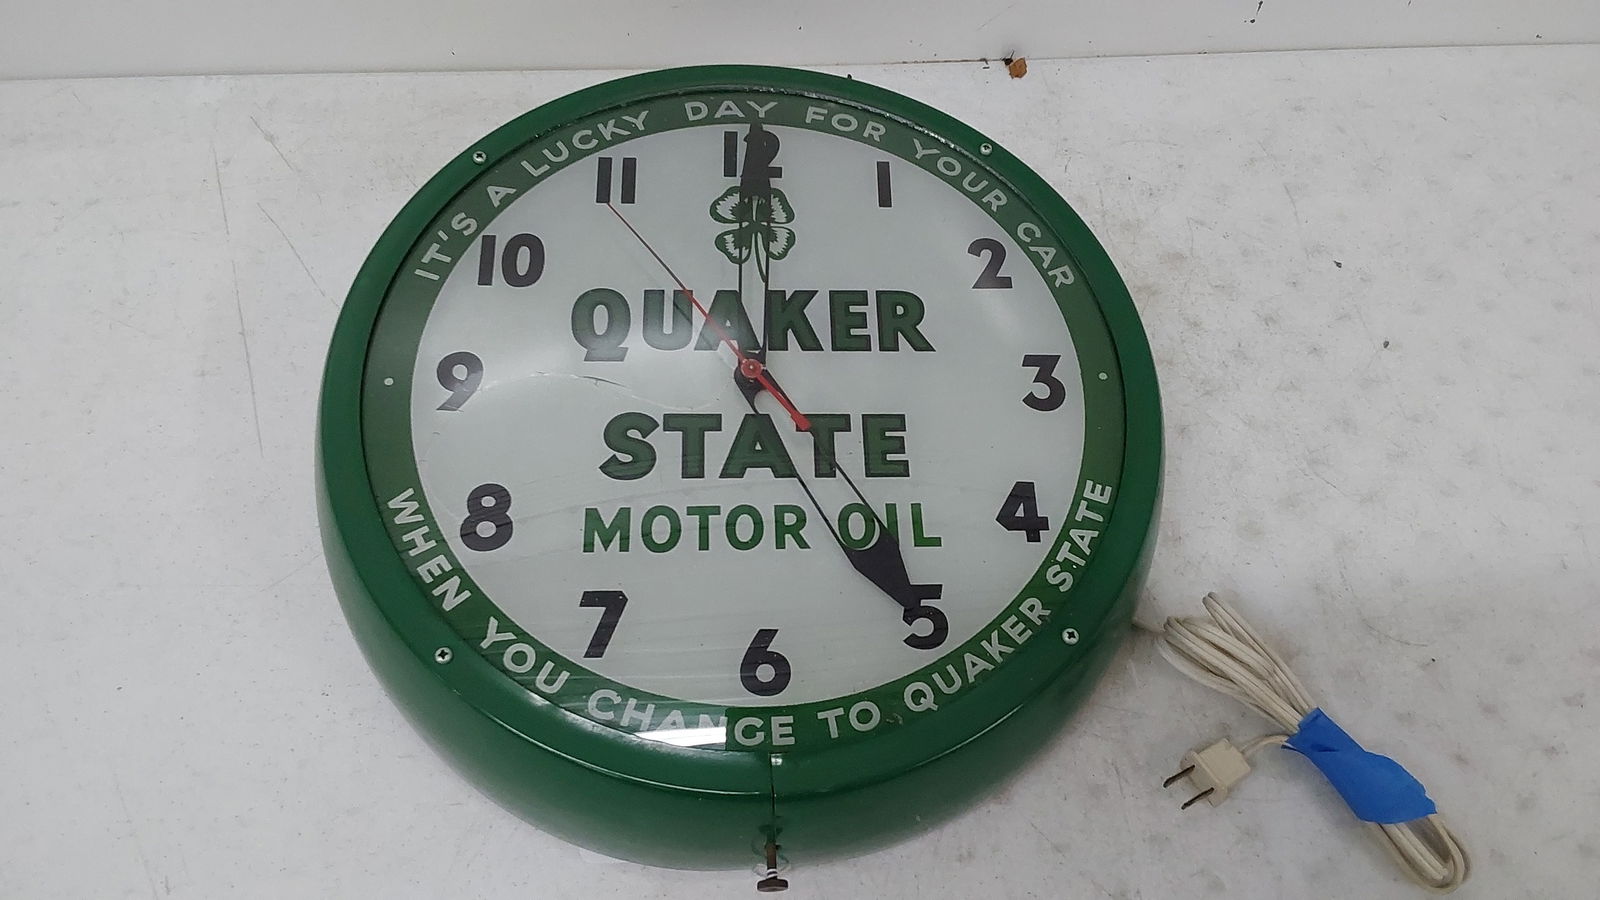 IT'S A LUCKY DAY FOR YOUR CAR
12
11
1
10
2
QUAKER
9
3
STATE
8
MOTOR OIL
4
7
5
6
WHEN YOU CHANGE TO QUAKER STATE